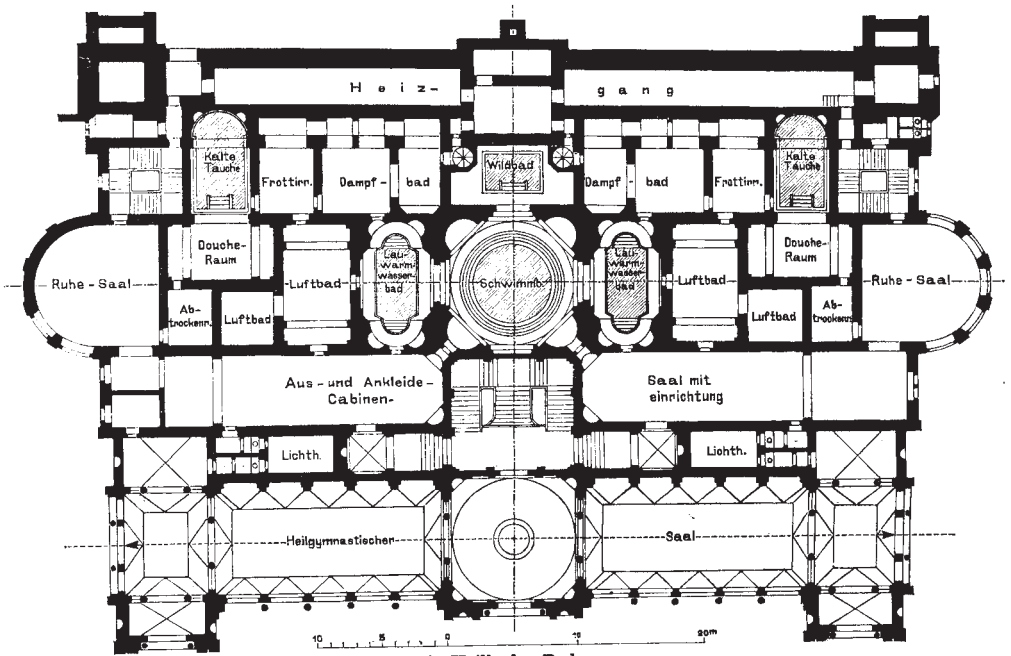 Heiz- gang
Kalte
Tauche
Frottirr.
Dampf- bad
Wildbad
Dampf- bad
Frottirr.
Kalte
Tauche
Ruhe-Saal
Douche-
Raum
Luftbad
Lau-
warm-
wasser-
bad
Schwimmb.
Lau-
warm-
wasser-
bad
Luftbad
Douche-
Raum
Ruhe-Saal
Ab-
trockenr.
Luftbad
Luftbad
Ab-
trockenr.
Aus- und Ankleide-
Cabinen-
Saal mit
einrichtung
Lichth.
Lichth.
Heilgymnastischer
Saal
10 5 0 10 20m